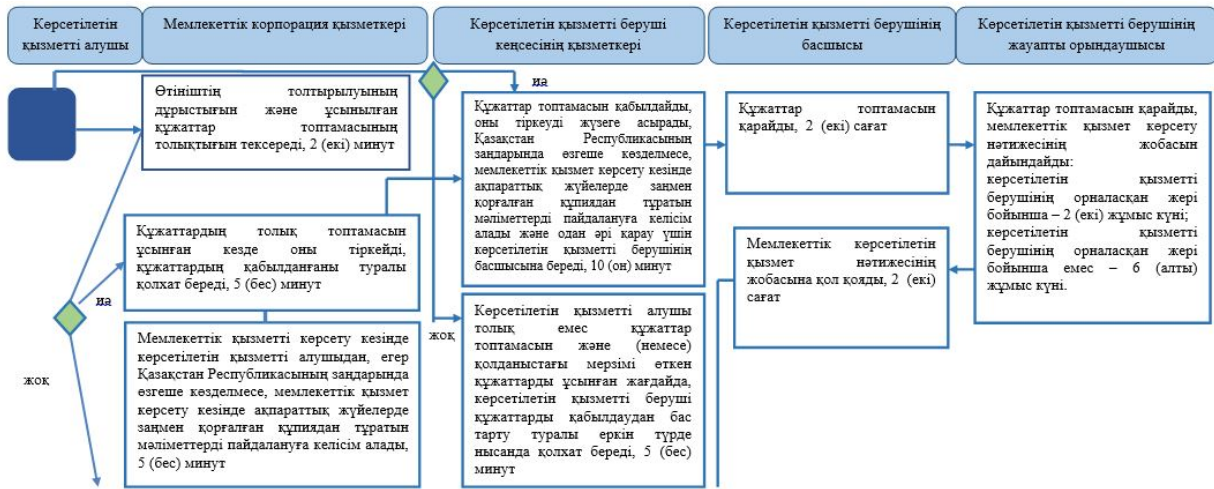 Көрсетілетін
қызметті алушы
Мемлекеттік корпорация қызметкері
Көрсетілетін қызметті беруші
кеңсесінің қызметкері
Көрсетілетін қызметті берушінің
басшысы
Көрсетілетін қызметті берушінің
жауапты орындаушысы
Өтініштің толтырылуының
дұрыстығын және ұсынылған
құжаттар топтамасының
толықтығын тексереді, 2 (екі) минут
иә
Құжаттар топтамасын қабылдайды,
оны тіркеуді жүзеге асырады,
Қазақстан Республикасының
заңдарында өзгеше көзделмесе,
мемлекеттік қызмет көрсету кезінде
ақпараттық жүйелерде заңмен
қорғалған құпиядан тұратын
мәліметтерді пайдалануға келісім
алады және одан әрі қарау үшін
көрсетілетін қызметті берушінің
басшысына береді, 10 (он) минут
Құжаттар топтамасын
қарайды, 2 (екі) сағат
Құжаттар топтамасын қарайды,
мемлекеттік қызмет көрсету
нәтижесінің жобасын
дайындайды:
көрсетілетін қызметті
берушінің орналасқан жері
бойынша – 2 (екі) жұмыс күні;
көрсетілетін қызметті
берушінің орналасқан жері
бойынша емес – 6 (алты)
жұмыс күні.
Құжаттардың толық топтамасын
ұсынған кезде оны тіркейді,
құжаттардың қабылданғаны туралы
қолхат береді, 5 (бес) минут
иә
Мемлекеттік көрсетілетін
қызмет нәтижесінің
жобасына қол қояды, 2 (екі)
сағат
жоқ
Мемлекеттік қызметті көрсету кезінде
көрсетілетін қызметті алушыдан, егер
Қазақстан Республикасының заңдарында
өзгеше көзделмесе, мемлекеттік қызмет
көрсету кезінде ақпараттық жүйелерде
заңмен қорғалған құпиядан тұратын
мәліметтерді пайдалануға келісім алады,
5 (бес) минут
жоқ
Көрсетілетін қызметті алушы
толық емес құжаттар
топтамасын және (немесе)
қолданыстағы мерзімі өткен
құжаттарды ұсынған жағдайда,
көрсетілетін қызметті беруші
құжаттарды қабылдаудан бас
тарту туралы еркін түрде
нысанда қолхат береді, 5 (бес)
минут